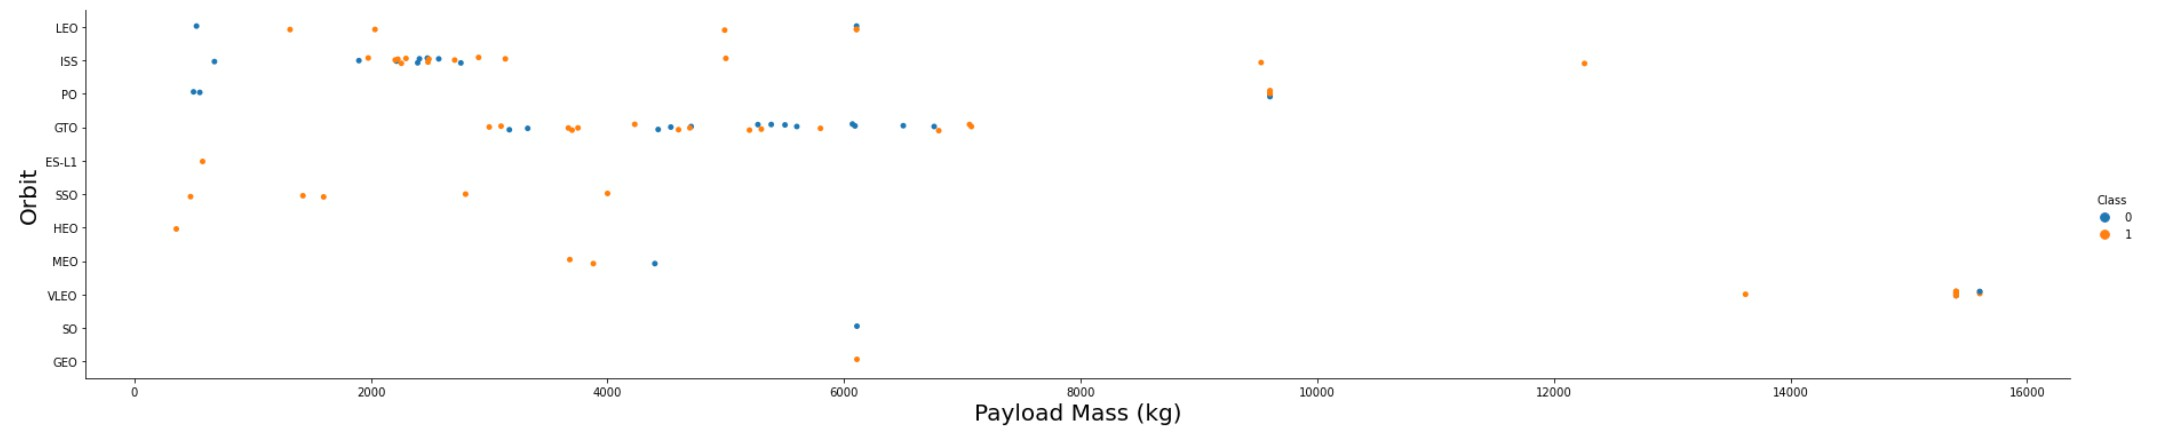 LEO
ISS
PO
GTO
ES-L1
SSO
HEO
MEO
VLEO
SO
GEO
Orbit
0 2000 4000 6000 8000 10000 12000 14000 16000
Payload Mass (kg)
Class
0
1